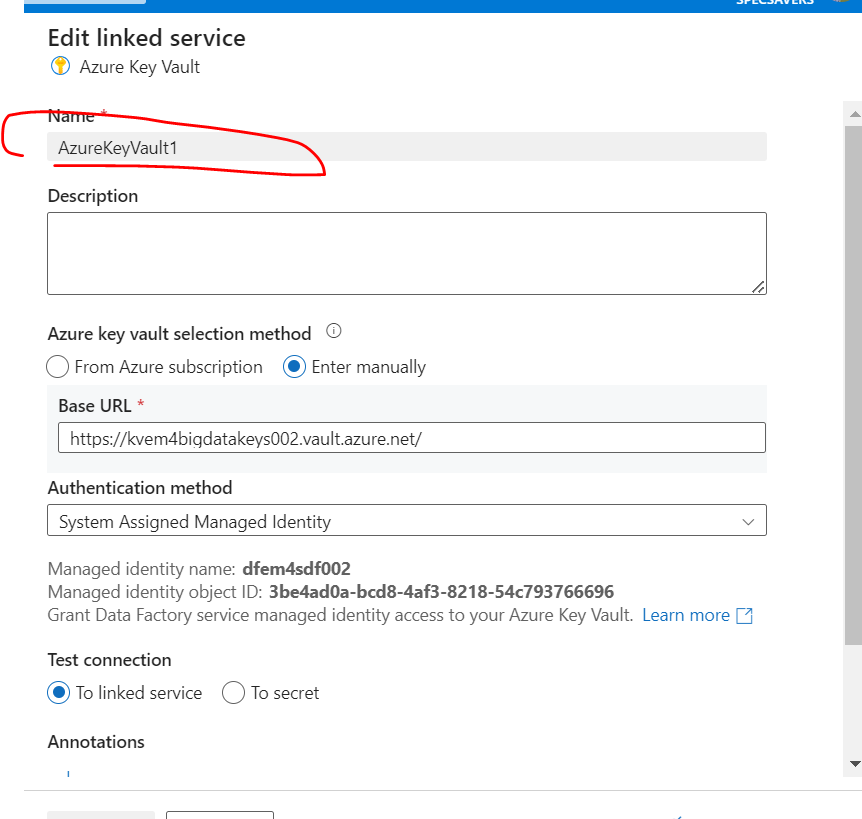 SPECSAVERS
Edit linked service
Azure Key Vault
Name *
AzureKeyVault1
Description
Azure key vault selection method
From Azure subscription Enter manually
Base URL *
https://kvem4bigdatakeys002.vault.azure.net/
Authentication method
System Assigned Managed Identity
Managed identity name: dfem4sdf002
Managed identity object ID: 3be4ad0a-bcd8-4af3-8218-54c793766696
Grant Data Factory service managed identity access to your Azure Key Vault. Learn more
Test connection
To linked service To secret
Annotations